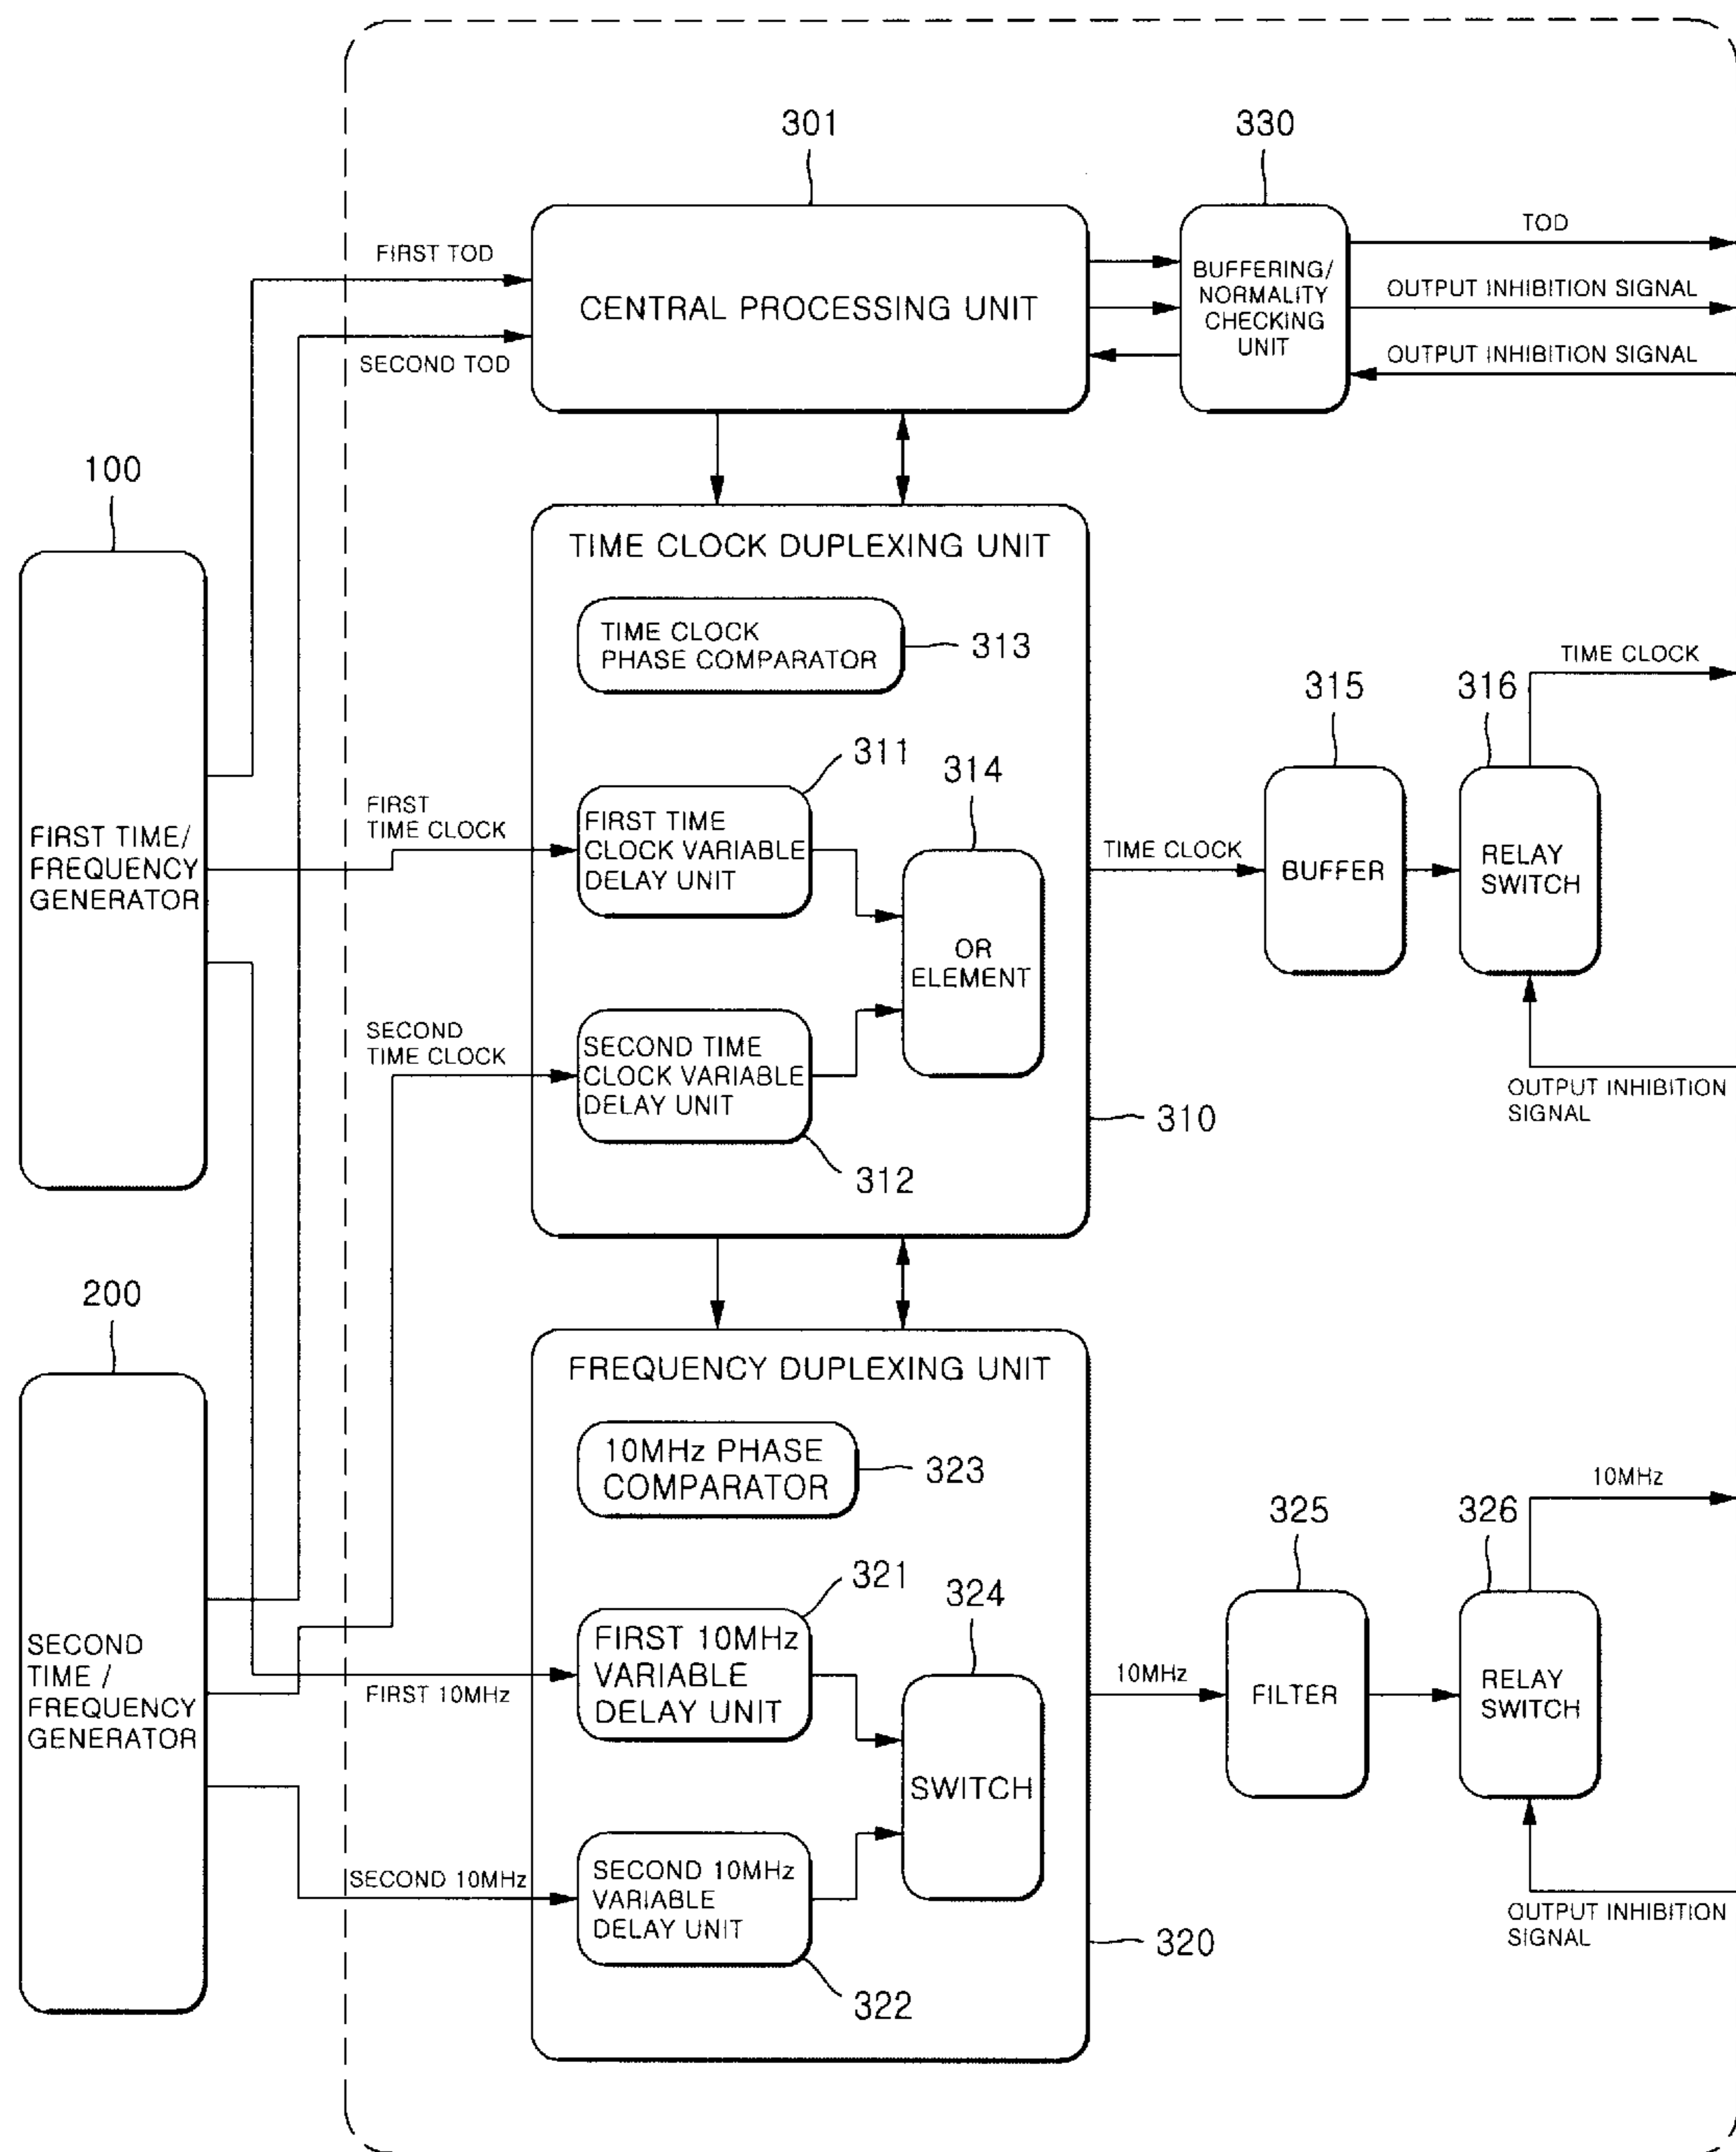 301
330
FIRST TOD
SECOND TOD
CENTRAL PROCESSING UNIT
BUFFERING/
NORMALITY
CHECKING
UNIT
TOD
OUTPUT INHIBITION SIGNAL
OUTPUT INHIBITION SIGNAL
100
FIRST TIME/
FREQUENCY
GENERATOR
TIME CLOCK DUPLEXING UNIT
TIME CLOCK
PHASE COMPARATOR
313
FIRST
TIME CLOCK
311
FIRST TIME
CLOCK VARIABLE
DELAY UNIT
314
OR
ELEMENT
SECOND
TIME CLOCK
SECOND TIME
CLOCK VARIABLE
DELAY UNIT
312
310
TIME CLOCK
315
BUFFER
316
RELAY
SWITCH
TIME CLOCK
OUTPUT INHIBITION
SIGNAL
200
SECOND
TIME /
FREQUENCY
GENERATOR
FREQUENCY DUPLEXING UNIT
10MHz PHASE
COMPARATOR
323
FIRST 10MHz
321
FIRST 10MHz
VARIABLE
DELAY UNIT
324
SWITCH
SECOND 10MHz
SECOND 10MHz
VARIABLE
DELAY UNIT
322
320
10MHz
325
FILTER
326
RELAY
SWITCH
10MHz
OUTPUT INHIBITION
SIGNAL